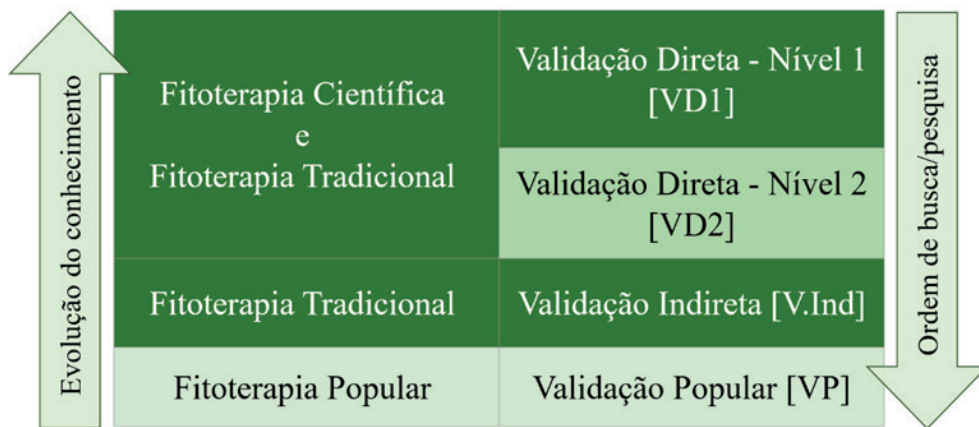 Evolução do conhecimento
Fitoterapia Científica
e
Fitoterapia Tradicional
Validação Direta - Nível 1
[VD1]
Validação Direta - Nível 2
[VD2]
Fitoterapia Tradicional
Validação Indireta [V.Ind]
Fitoterapia Popular
Validação Popular [VP]
Ordem de busca/pesquisa